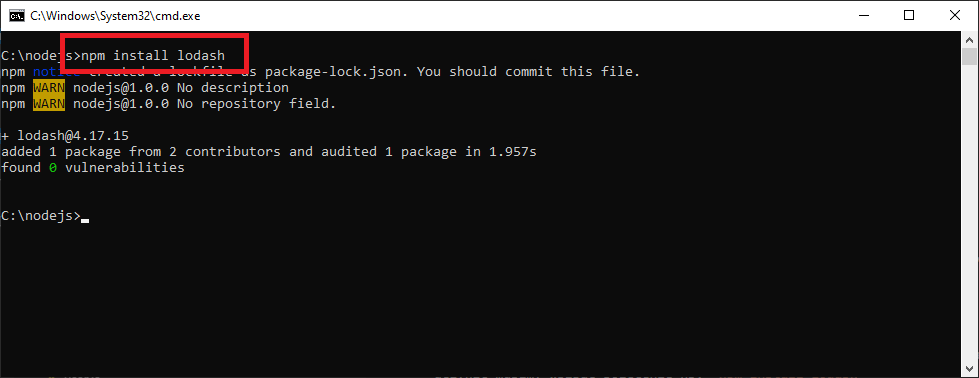 C:\Windows\System32\cmd.exe
C:\nodejs>npm install lodash
npm notice created a lockfile as package-lock.json. You should commit this file.
npm WARN nodejs@1.0.0 No description
npm WARN nodejs@1.0.0 No repository field.
+ lodash@4.17.15
added 1 package from 2 contributors and audited 1 package in 1.957s
found 0 vulnerabilities
C:\nodejs>